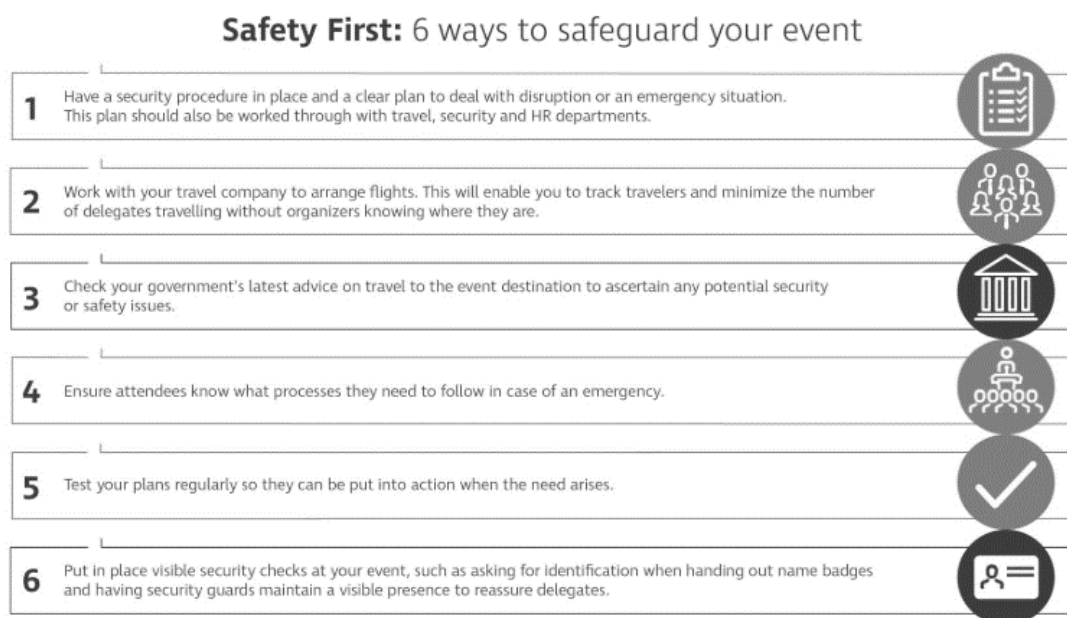 Safety First: 6 ways to safeguard your event
1
Have a security procedure in place and a clear plan to deal with disruption or an emergency situation.
This plan should also be worked through with travel, security and HR departments.
2
Work with your travel company to arrange flights. This will enable you to track travelers and minimize the number
of delegates travelling without organizers knowing where they are.
3
Check your government's latest advice on travel to the event destination to ascertain any potential security
or safety issues.
4
Ensure attendees know what processes they need to follow in case of an emergency.
5
Test your plans regularly so they can be put into action when the need arises.
6
Put in place visible security checks at your event, such as asking for identification when handing out name badges
and having security guards maintain a visible presence to reassure delegates.